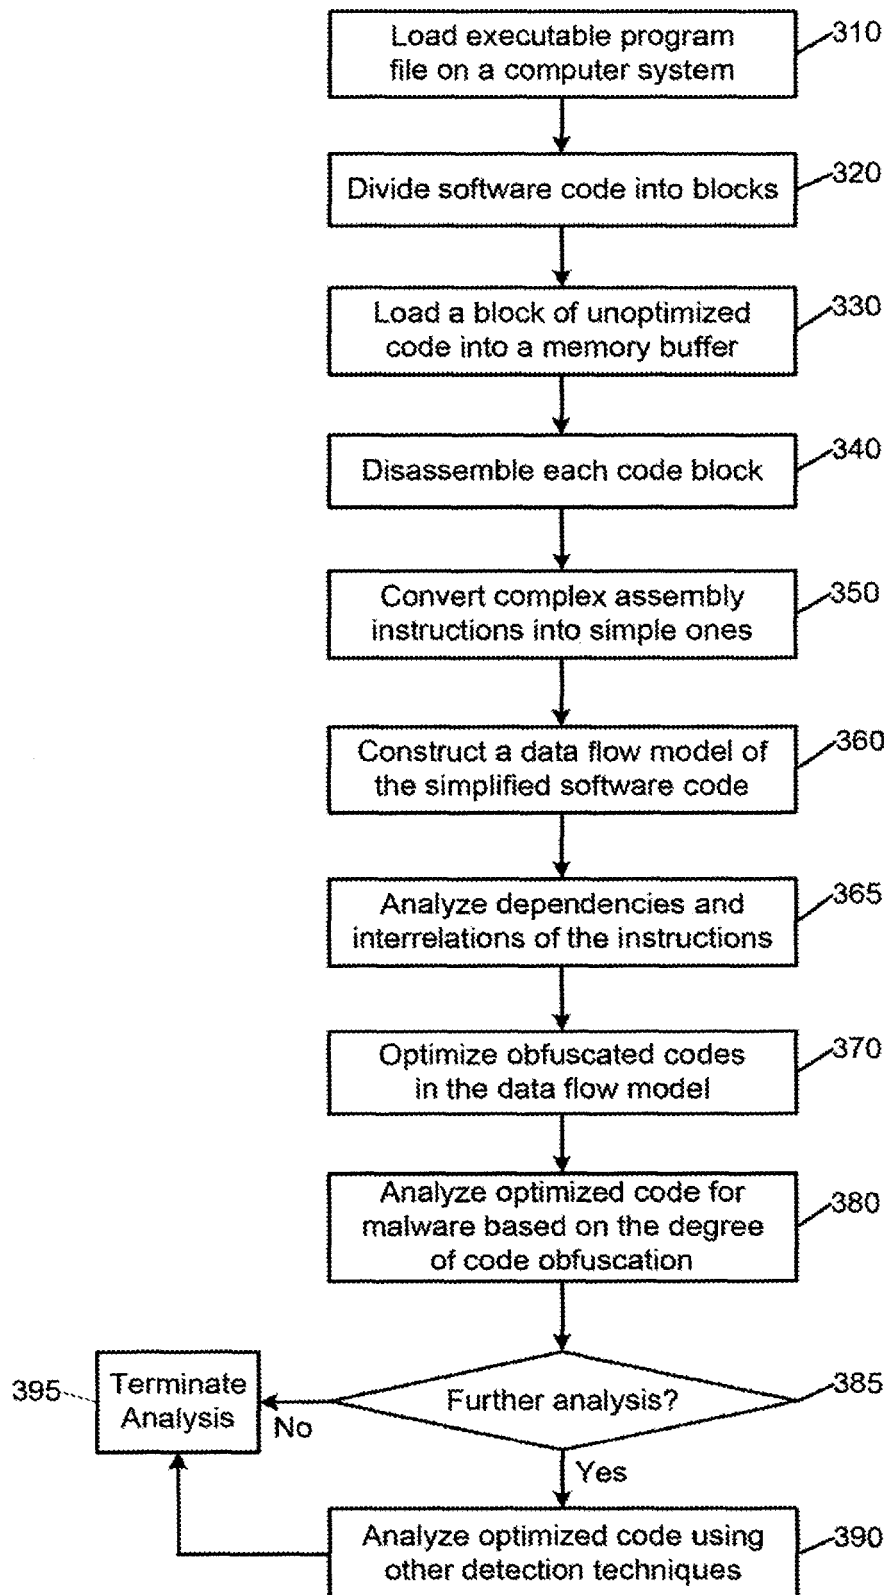 Load executable program
file on a computer system
310
Divide software code into blocks
320
Load a block of unoptimized
code into a memory buffer
330
Disassemble each code block
340
Convert complex assembly
instructions into simple ones
350
Construct a data flow model of
the simplified software code
360
Analyze dependencies and
interrelations of the instructions
365
Optimize obfuscated codes
in the data flow model
370
Analyze optimized code for
malware based on the degree
of code obfuscation
380
395
Terminate
Analysis
No
Further analysis?
385
Yes
Analyze optimized code using
other detection techniques
390